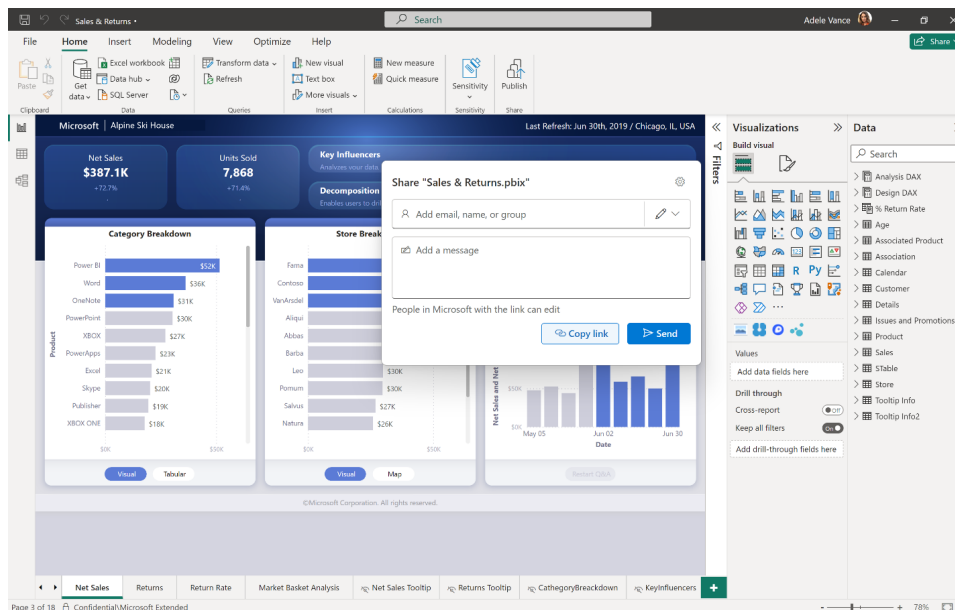 Sales & Returns •
Search
Adele Vance
File Home Insert Modeling View Optimize Help
Share
Paste
Get data
Excel workbook
Data hub
SQL Server
Transform data
Refresh
New visual
Text box
More visuals
New measure
Quick measure
Sensitivity
Publish
Clipboard Data Queries Insert Calculations Sensitivity Share
Microsoft | Alpine Ski House
Last Refresh: Jun 30th, 2019 / Chicago, IL, USA
Net Sales
$387.1K
+72.7%
Units Sold
7,868
+71.4%
Key Influencers
Analyzes your data
Decomposition
Enables users to dri
Share "Sales & Returns.pbix"
Add email, name, or group
Add a message
People in Microsoft with the link can edit
Copy link
Send
Category Breakdown
Product
Power BI $52K
Word $36K
OneNote $31K
PowerPoint $30K
XBOX $27K
PowerApps $23K
Excel $21K
Skype $20K
Publisher $19K
XBOX ONE $18K
$0K $50K
Visual Tabular
Store Break
Fama
Contoso
VanArsdel
Aliqui
Abbas
Barba
Leo $30K
Pomum $30K
Salvus $27K
Natura $26K
$0K $50K
Visual Map
Net Sales and Net
$50K
$0K
May 05 Jun 02 Jun 30
Date
Restart Q&A
©Microsoft Corporation. All rights reserved.
Filters
Visualizations
Build visual
Values
Add data fields here
Drill through
Cross-report
Off
Keep all filters
On
Add drill-through fields here
Data
Search
Analysis DAX
Design DAX
% Return Rate
Age
Associated Product
Association
Calendar
Customer
Details
Issues and Promotions
Product
Sales
STable
Store
Tooltip Info
Tooltip Info2
Net Sales Returns Return Rate Market Basket Analysis Net Sales Tooltip Returns Tooltip CathegoryBreakdown KeyInfluencers
Page 3 of 18 Confidential\Microsoft Extended
78%